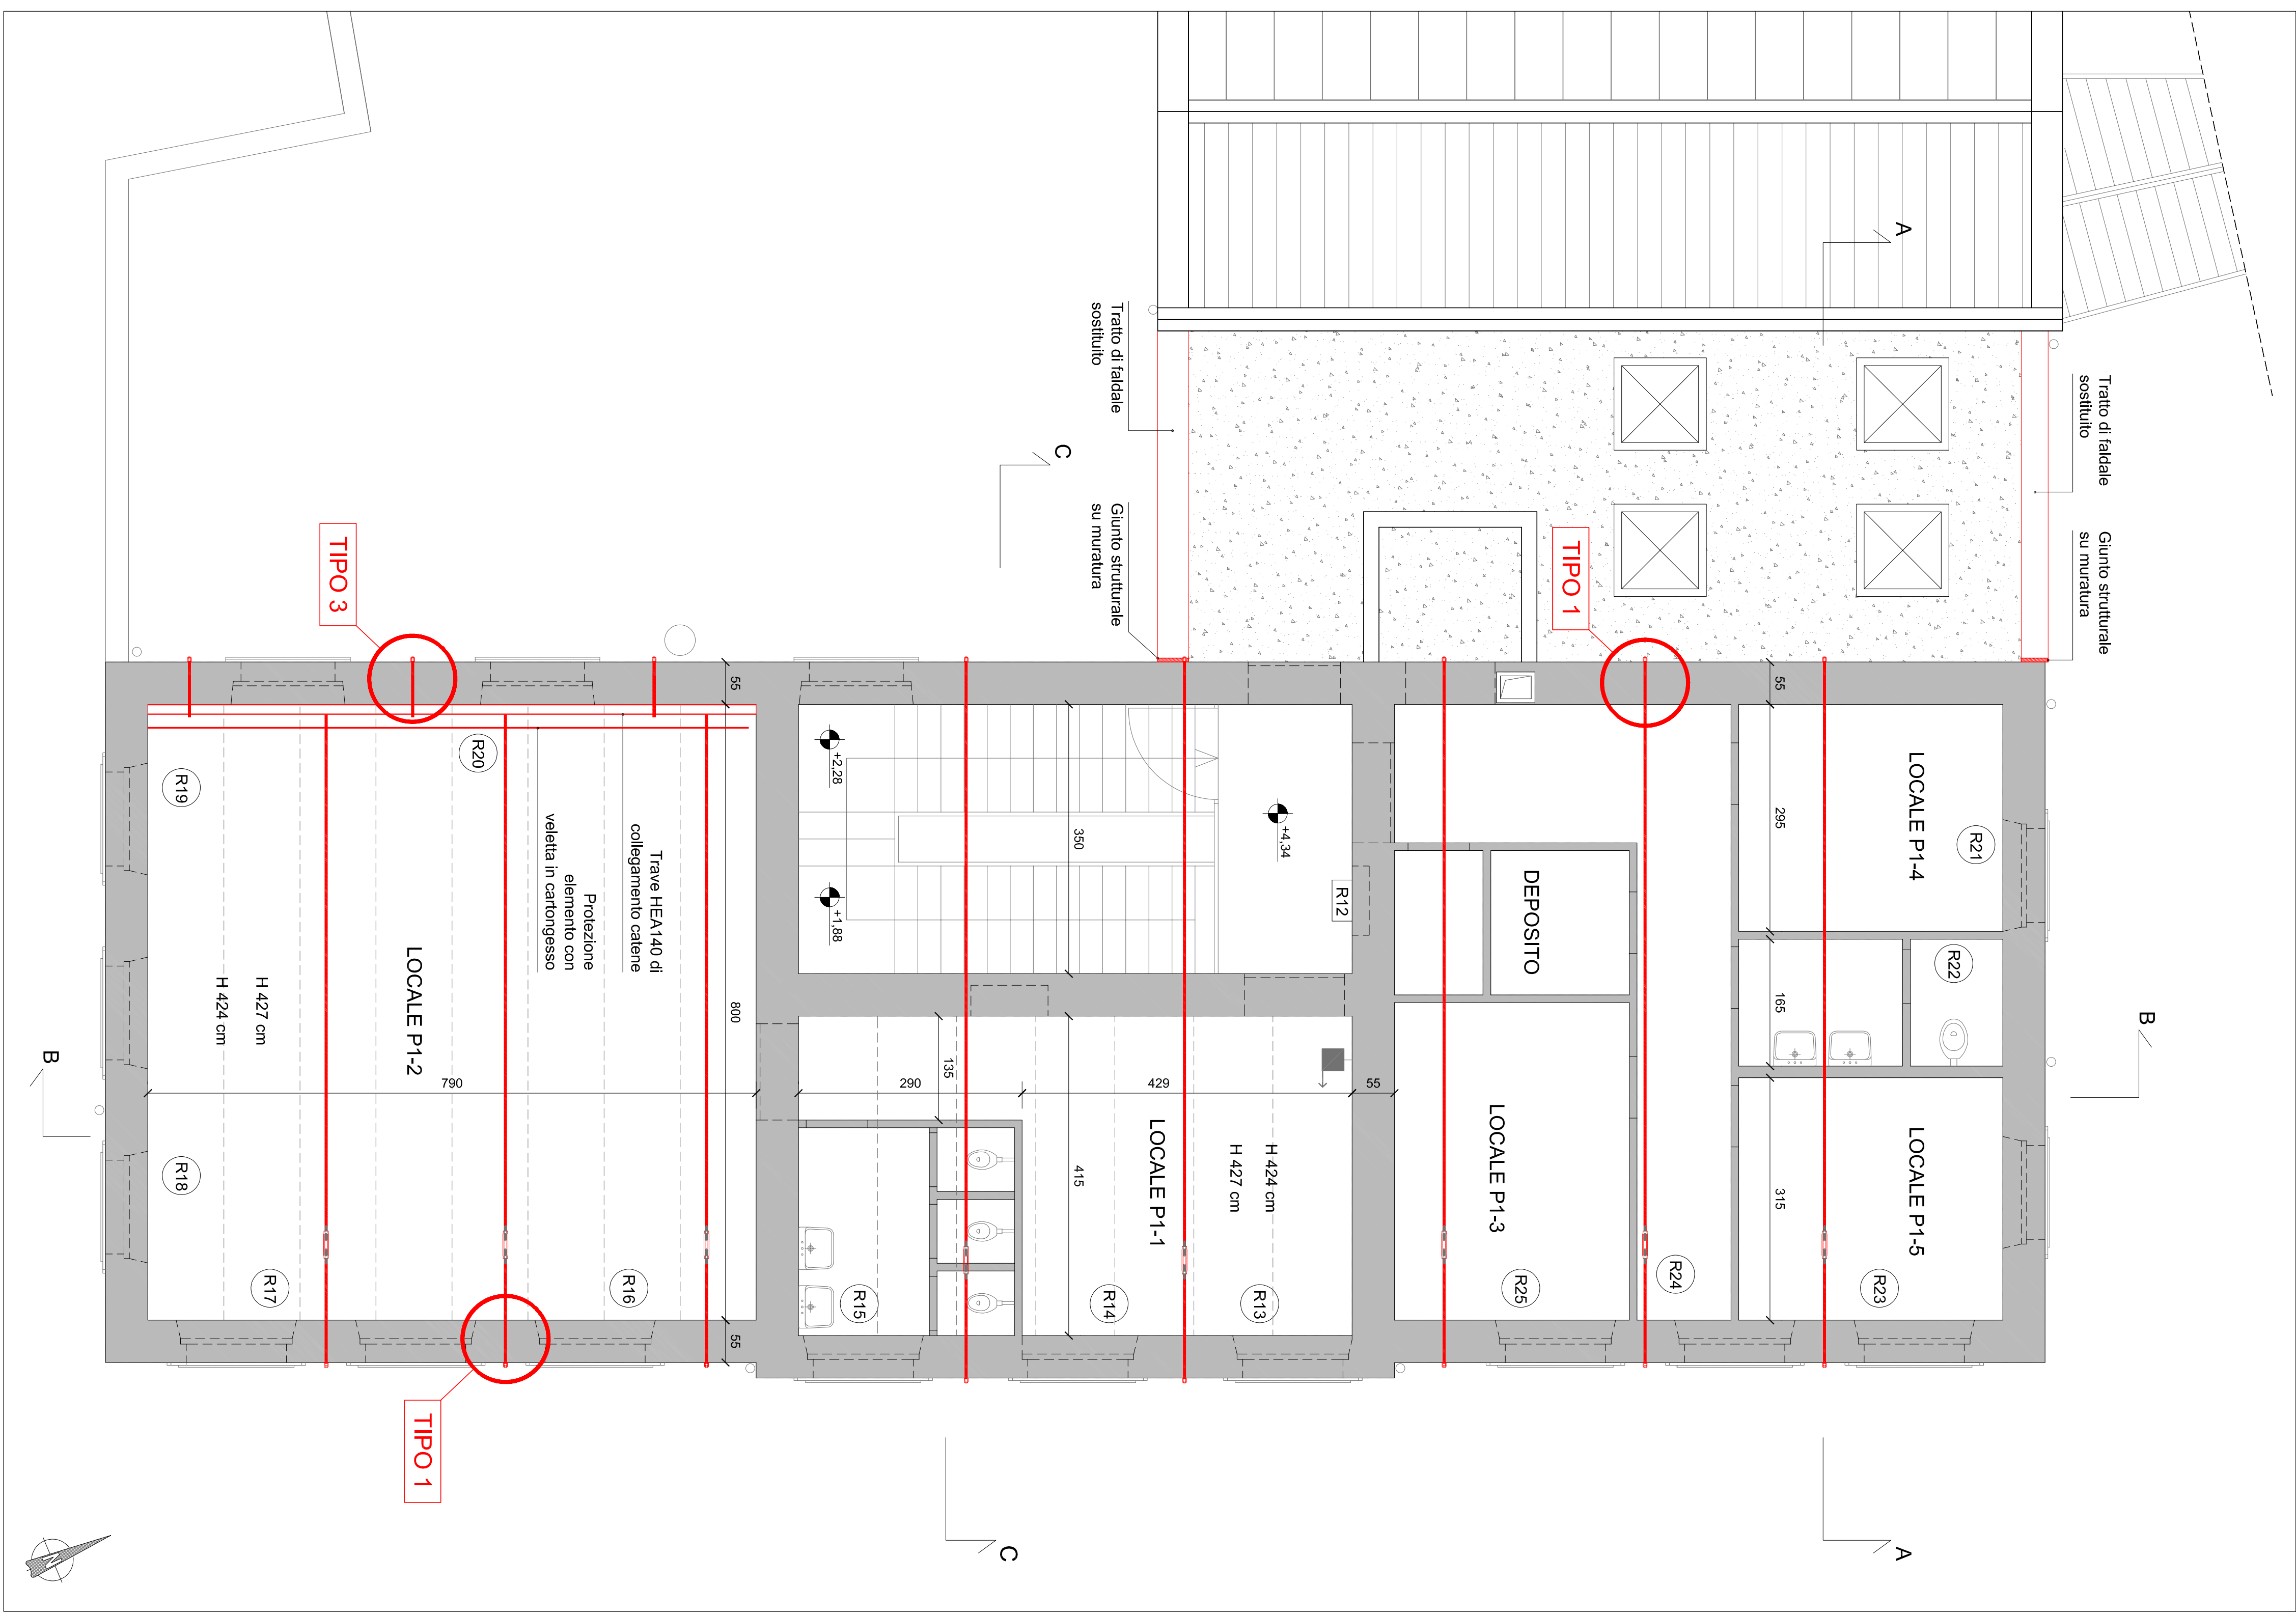 A
Tratto di faldale
sostituito
Tratto di faldale
sostituito
C
Giunto strutturale
su muratura
Giunto strutturale
su muratura
TIPO 3
TIPO 1
55
55
R20
R19
+2,28
+4,34
+1,88
350
R12
Trave HEA140 di
collegamento catene
Protezione
elemento con
veletta in cartongesso
LOCALE P1-4
R21
295
DEPOSITO
R22
165
LOCALE P1-2
800
H 427 cm
H 424 cm
B
B
790
290
135
429
55
415
LOCALE P1-1
H 424 cm
H 427 cm
LOCALE P1-3
LOCALE P1-5
315
R18
R17
R16
R15
R14
R13
R25
R24
R23
55
TIPO 1
C
A
N